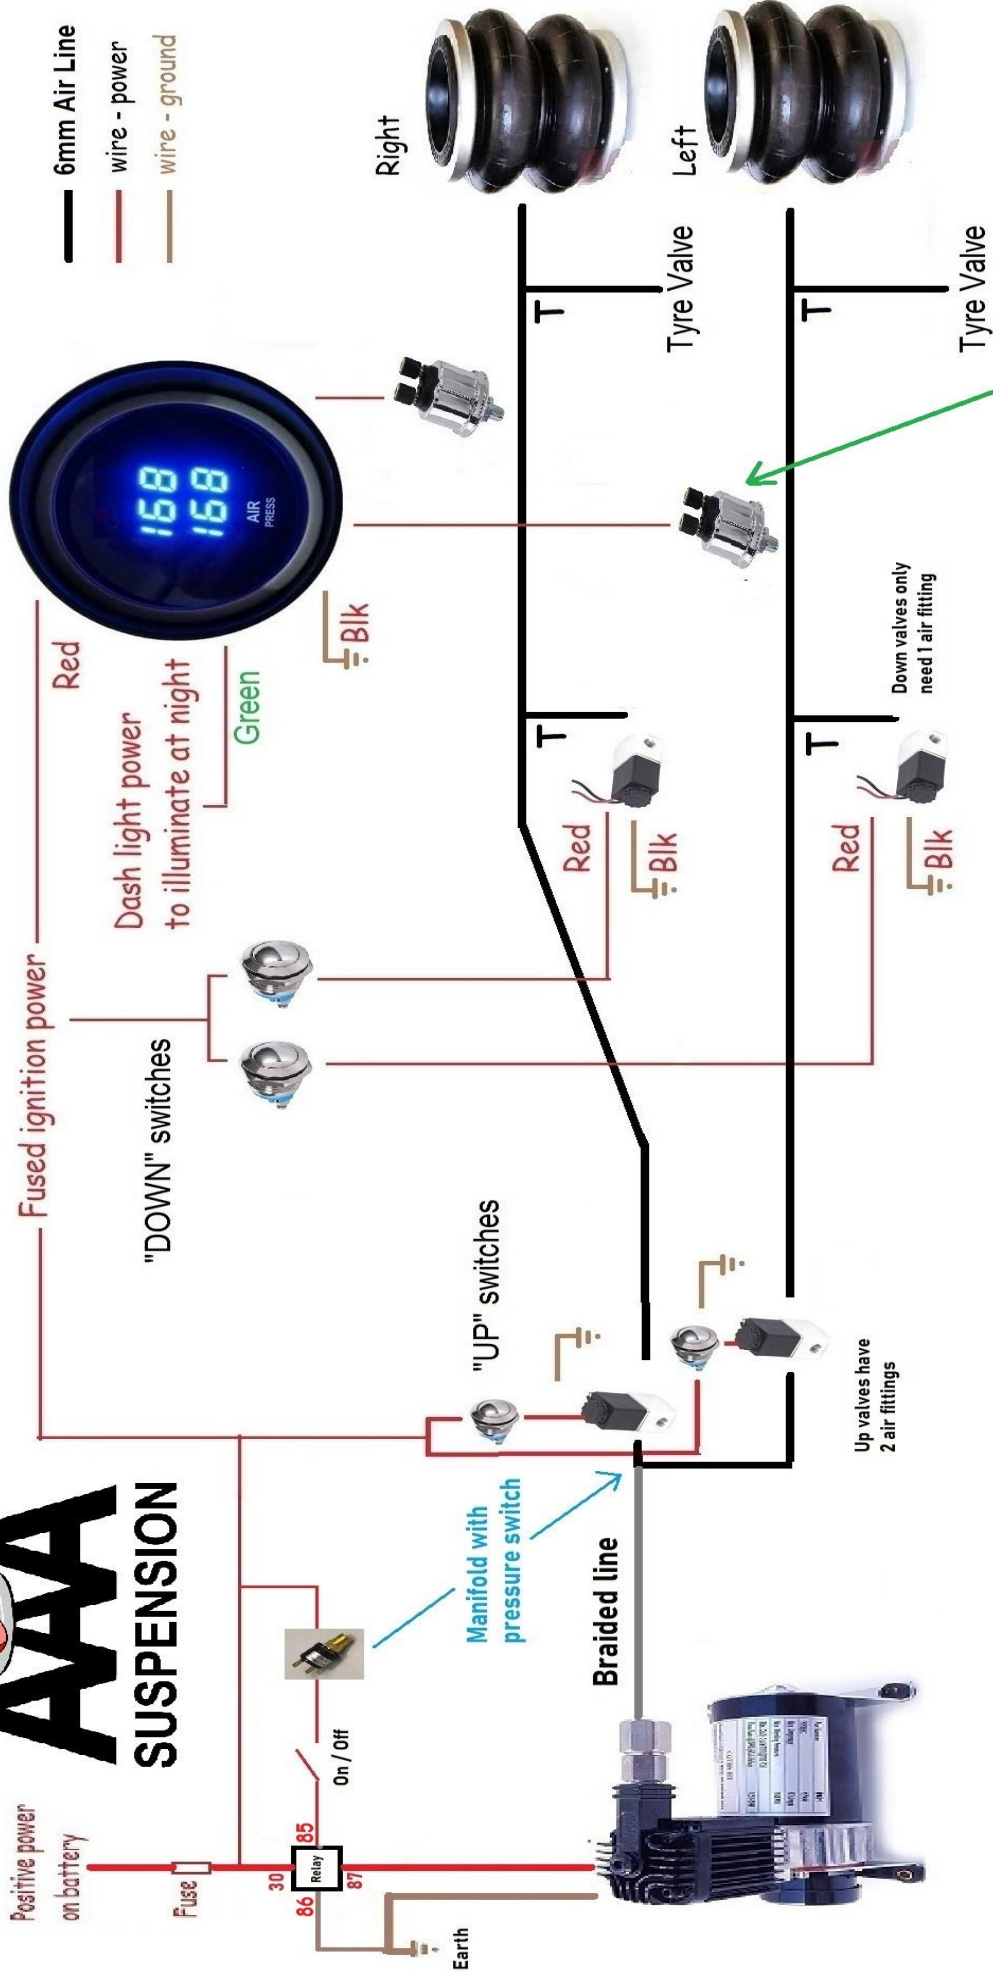 Positive power
on battery
Fuse
AAA
SUSPENSION
Fused ignition power
Red
Dash light power
to illuminate at night
Green
Blk
168
168
AIR
PRESS
6mm Air Line
wire - power
wire - ground
"DOWN" switches
30
86
Relay
85
87
On / Off
Earth
Manifold with
pressure switch
"UP" switches
Right
Red
Blk
T
T
Tyre Valve
Left
Braided line
Up valves have
2 air fittings
Red
Blk
T
Down valves only
need 1 air fitting
T
Tyre Valve